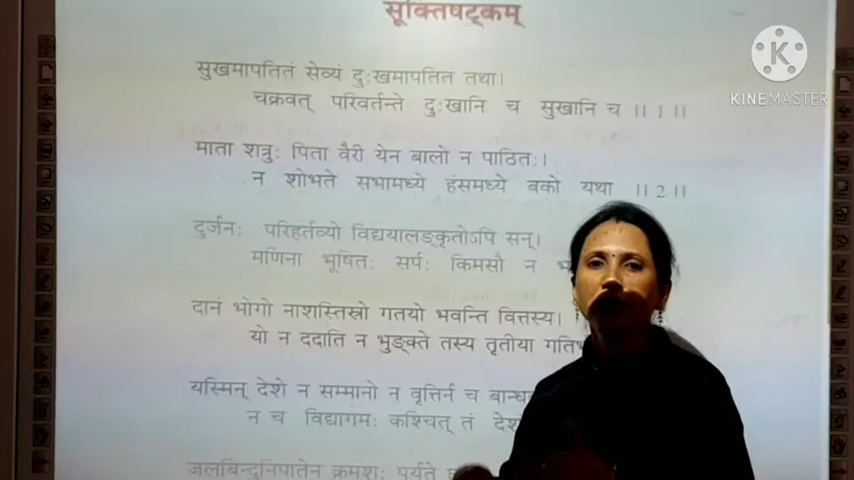 सूक्तिषट्कम्
KINEMASTER
सुखमापतितं सेव्यं दुःखमापतितं तथा।
चक्रवत् परिवर्तन्ते दुःखानि च सुखानि च ।। 1 ।।
माता शत्रुः पिता वैरी येन बालो न पाठितः।
न शोभते सभामध्ये हंसमध्ये बको यथा ।। 2 ।।
दुर्जनः परिहर्तव्यो विद्ययालङ्कृतोऽपि सन्।
मणिना भूषितः सर्पः किमसौ न
दानं भोगो नाशस्तिस्रो गतयो भवन्ति वित्तस्य।
यो न ददाति न भुङ्क्ते तस्य तृतीया
यस्मिन् देशे न सम्मानो न वृत्तिर्न च
न च विद्यागमः कश्चित् तं
जलबिन्दुनिपातेन क्रमशः पूर्यते